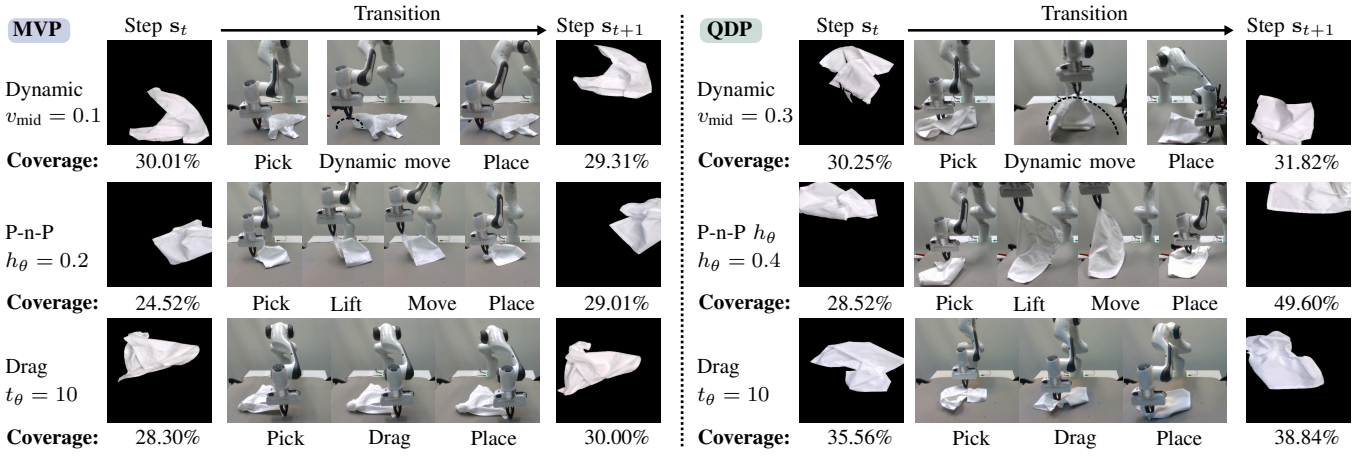 MVP
Step s_t
Transition
Step s_{t+1}
Dynamic
v_mid = 0.1
Coverage:
30.01%
Pick
Dynamic move
Place
29.31%
P-n-P
h_θ = 0.2
Coverage:
24.52%
Pick
Lift
Move
Place
29.01%
Drag
t_θ = 10
Coverage:
28.30%
Pick
Drag
Place
30.00%
QDP
Step s_t
Transition
Step s_{t+1}
Dynamic
v_mid = 0.3
Coverage:
30.25%
Pick
Dynamic move
Place
31.82%
P-n-P h_θ
h_θ = 0.4
Coverage:
28.52%
Pick
Lift
Move
Place
49.60%
Drag
t_θ = 10
Coverage:
35.56%
Pick
Drag
Place
38.84%